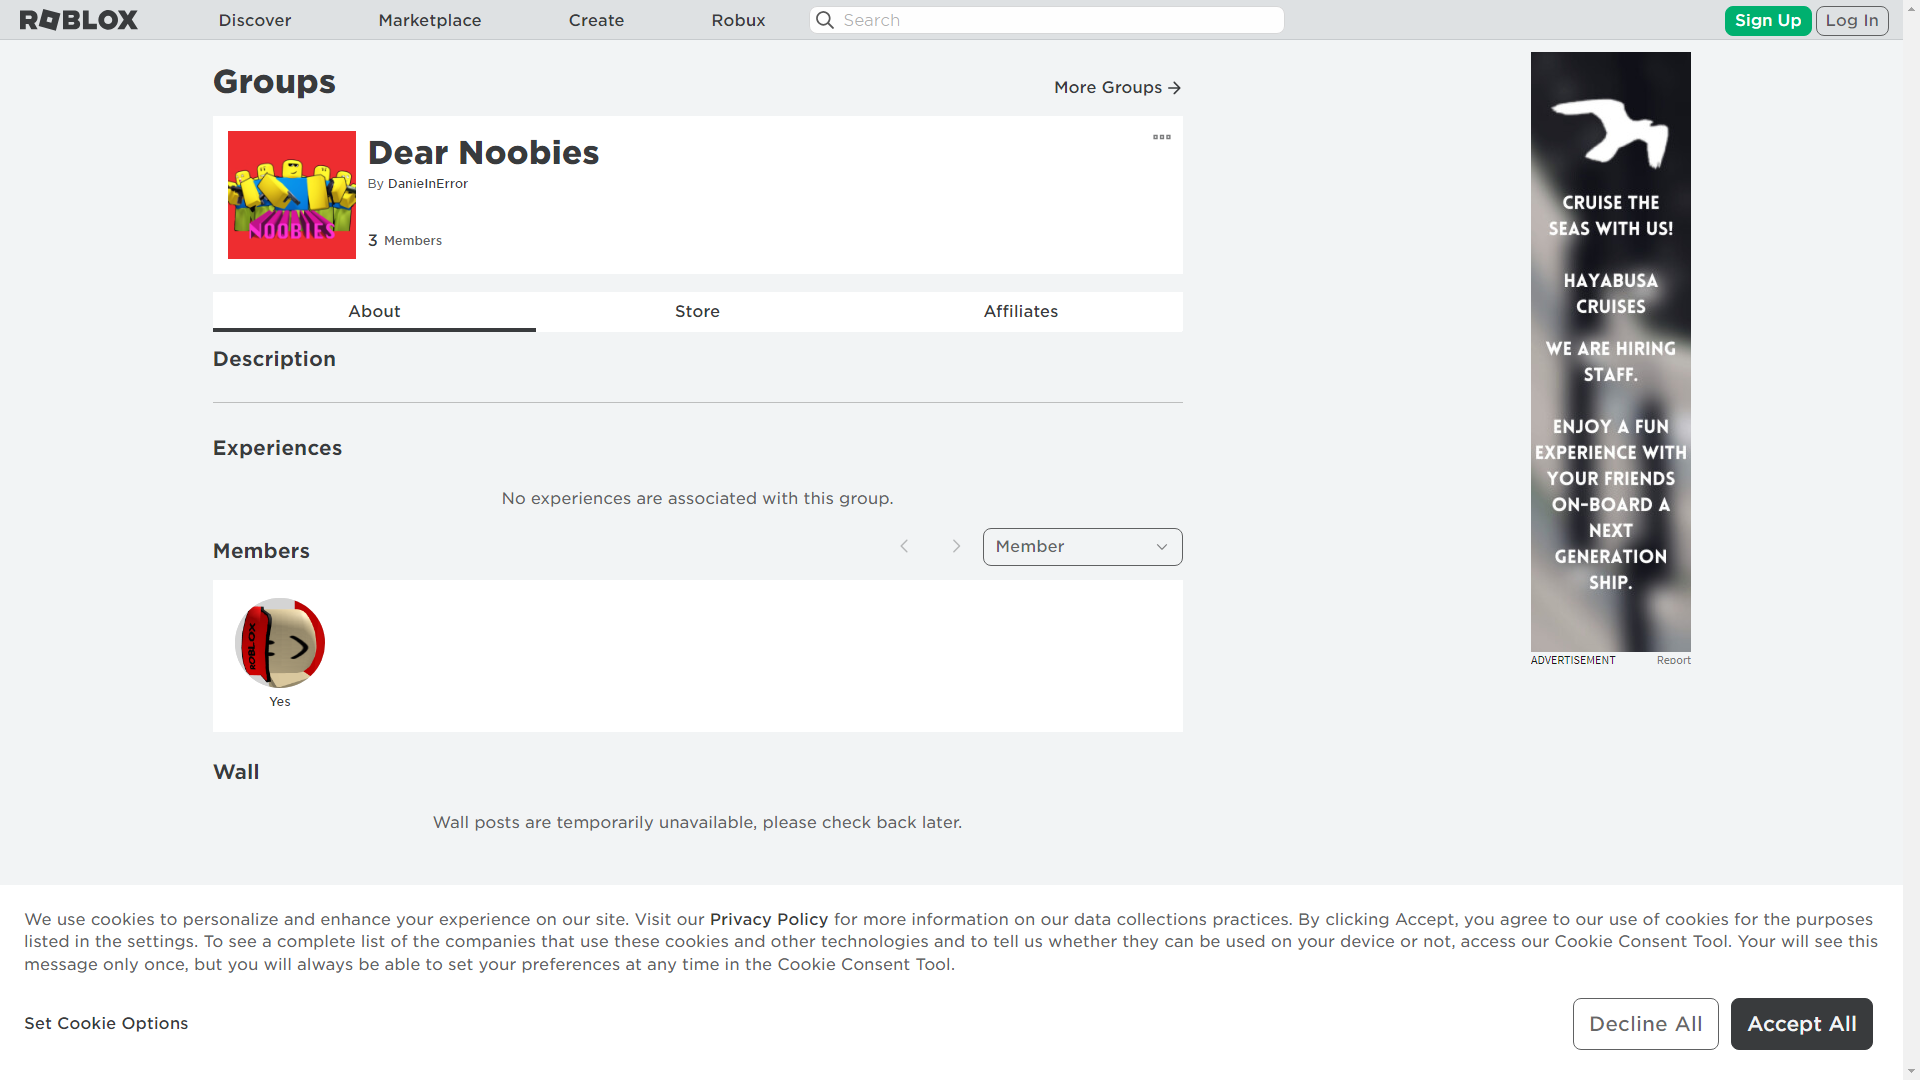 ROBLOX
Discover
Marketplace
Create
Robux
Search
Sign Up
Log In
Groups
More Groups
NOOBIES
Dear Noobies
By DanieInError
3 Members
About
Store
Affiliates
Description
Experiences
No experiences are associated with this group.
Members
Member
ROBLOX
Yes
Wall
Wall posts are temporarily unavailable, please check back later.
CRUISE THE
SEAS WITH US!
HAYABUSA
CRUISES
WE ARE HIRING
STAFF.
ENJOY A FUN
EXPERIENCE WITH
YOUR FRIENDS
ON-BOARD A
NEXT
GENERATION
SHIP.
ADVERTISEMENT
Report
We use cookies to personalize and enhance your experience on our site. Visit our Privacy Policy for more information on our data collections practices. By clicking Accept, you agree to our use of cookies for the purposes
listed in the settings. To see a complete list of the companies that use these cookies and other technologies and to tell us whether they can be used on your device or not, access our Cookie Consent Tool. Your will see this
message only once, but you will always be able to set your preferences at any time in the Cookie Consent Tool.
Set Cookie Options
Decline All
Accept All